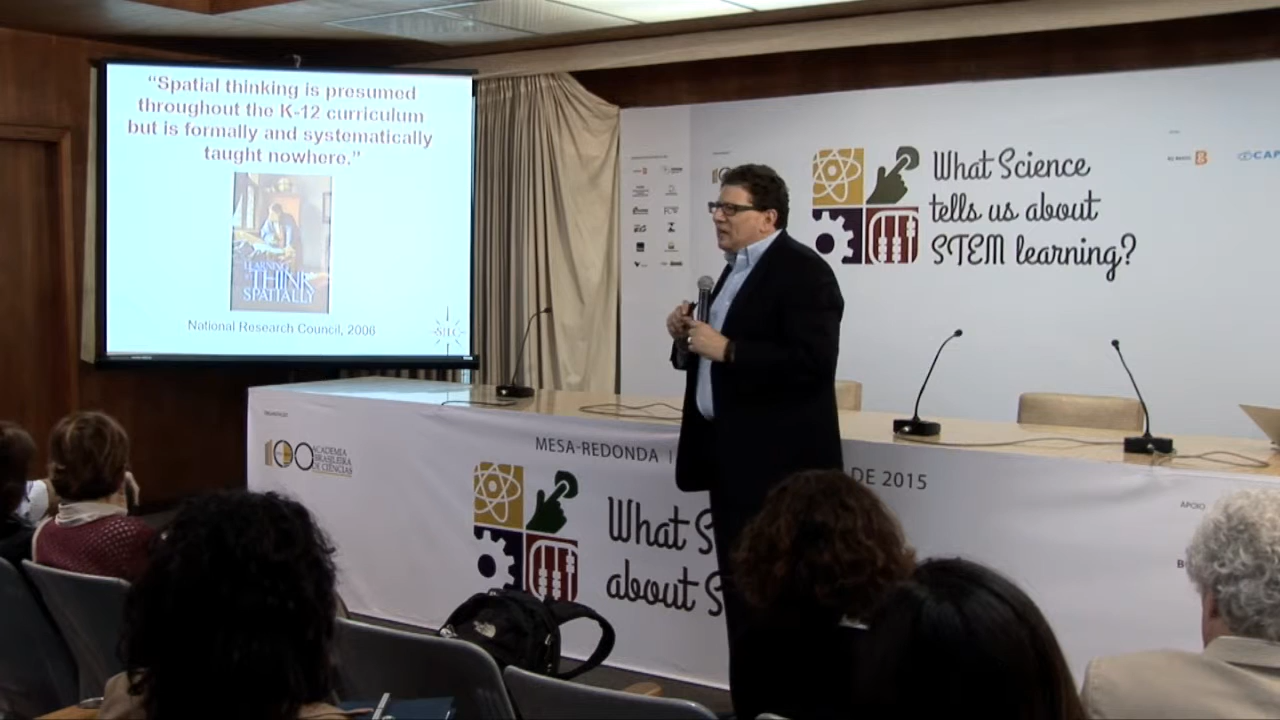 “Spatial thinking is presumed
throughout the K-12 curriculum
but is formally and systematically
taught nowhere.”
LEARNING
THINK
SPATIALLY
National Research Council, 2006
What Science
tells us about
STEM learning?
CAP
100 ACADEMIA
BRASILEIRA
DE CIÊNCIAS
MESA-REDONDA |
DE 2015
What S
about S
APOIO